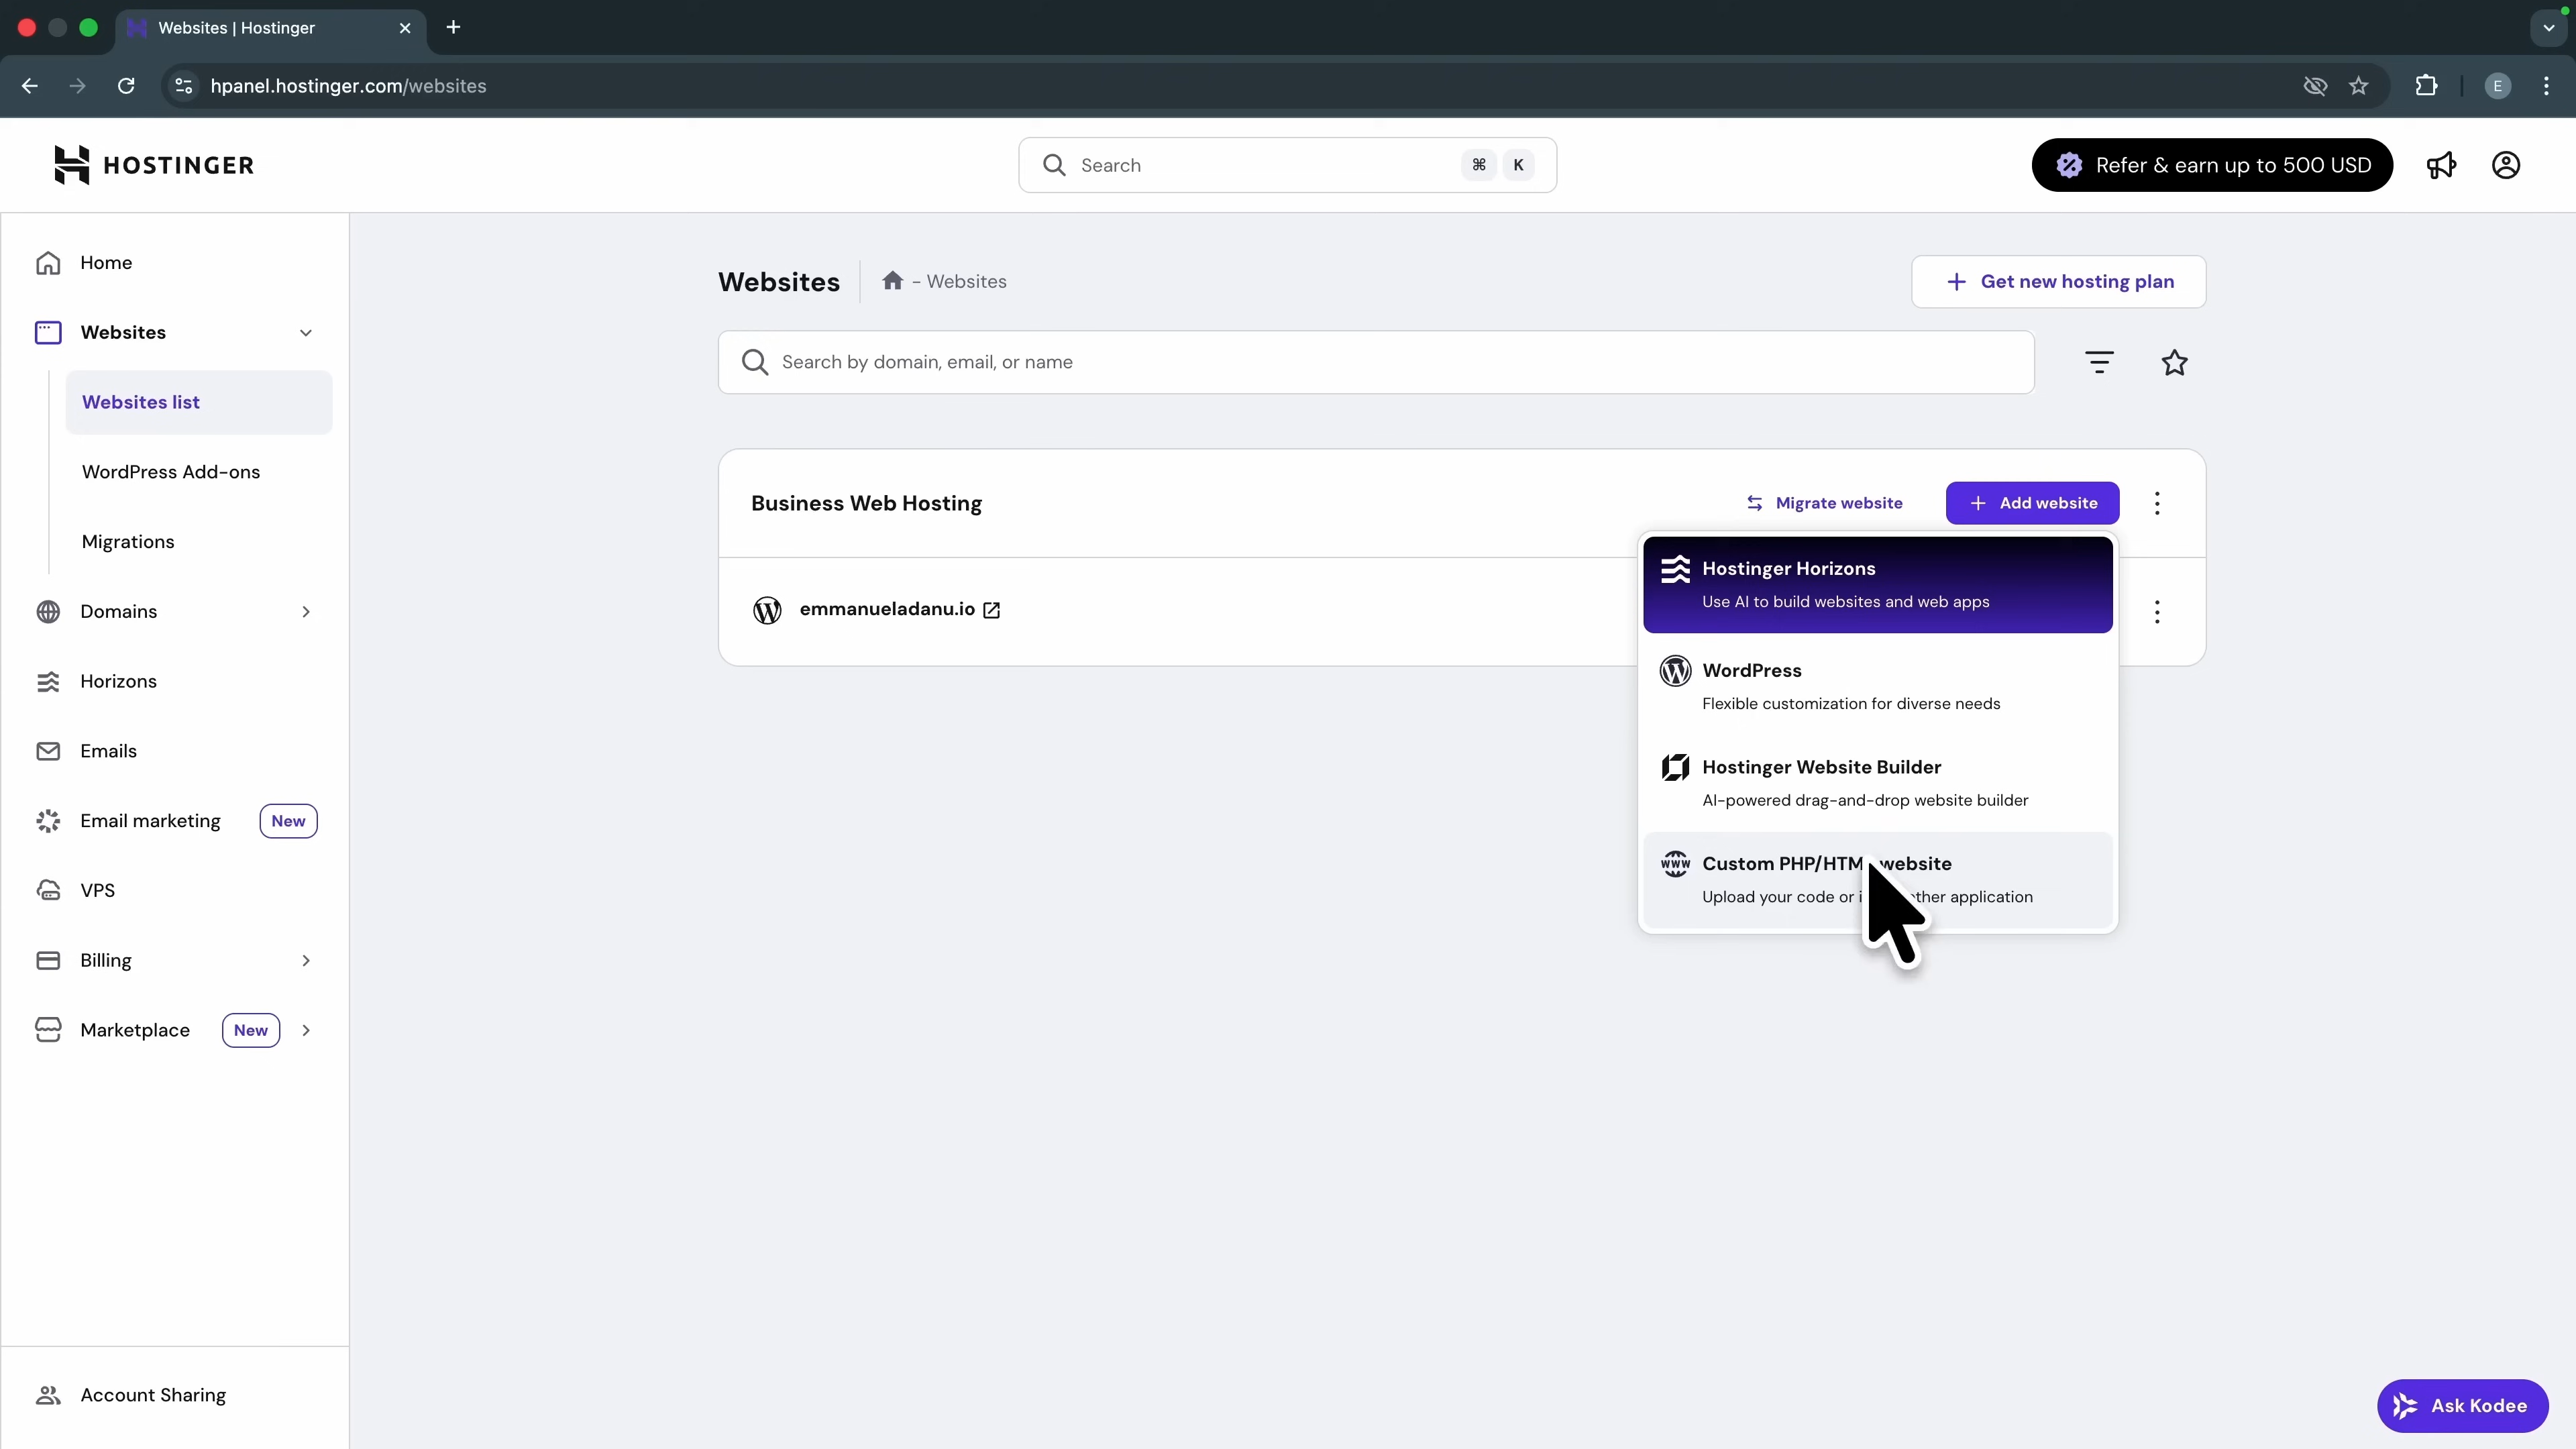 Websites | Hostinger
hpanel.hostinger.com/websites
E
HOSTINGER
Search
⌘ K
Refer & earn up to 500 USD
Home
Websites
Websites list
WordPress Add-ons
Migrations
Domains
Horizons
Emails
Email marketing New
VPS
Billing
Marketplace New
Account Sharing
Websites
- Websites
Get new hosting plan
Search by domain, email, or name
Business Web Hosting
Migrate website
Add website
emmanueladanu.io
Hostinger Horizons
Use AI to build websites and web apps
WordPress
Flexible customization for diverse needs
Hostinger Website Builder
AI-powered drag-and-drop website builder
WWW
Custom PHP/HTM website
Upload your code or other application
Ask Kodee